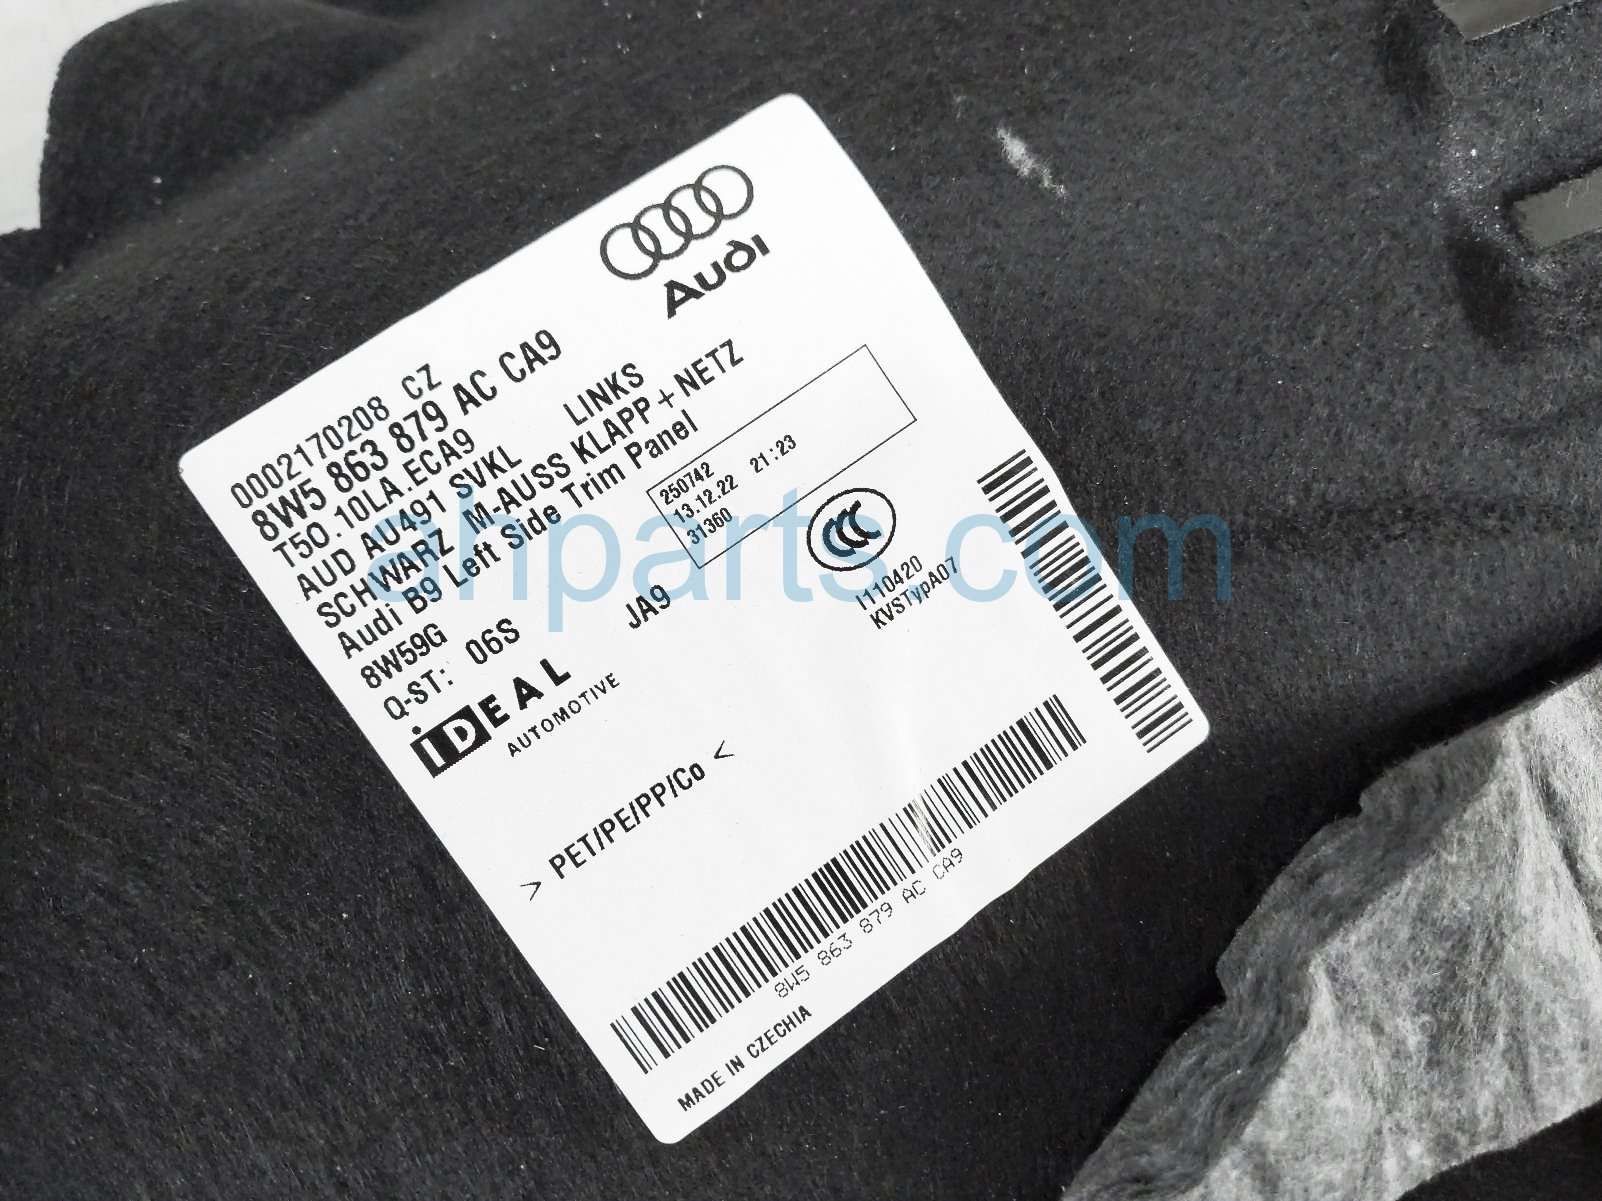 Audi
0002170208 CZ
8W5 863 879 AC CA9
T50.10LA.ECA9
AUD AU491 SVKL LINKS
SCHWARZ M-AUSS KLAPP+NETZ
Audi B9 Left Side Trim Panel
8W59G
Q-ST: 06S JA9
250742
13.12.22 21:23
31360
CCC
I110420
KVSTypA07
iDEAL
AUTOMOTIVE
> PET/PE/PP/Co <
8W5 863 879 AC CA9
MADE IN CZECHIA
ahparts.com